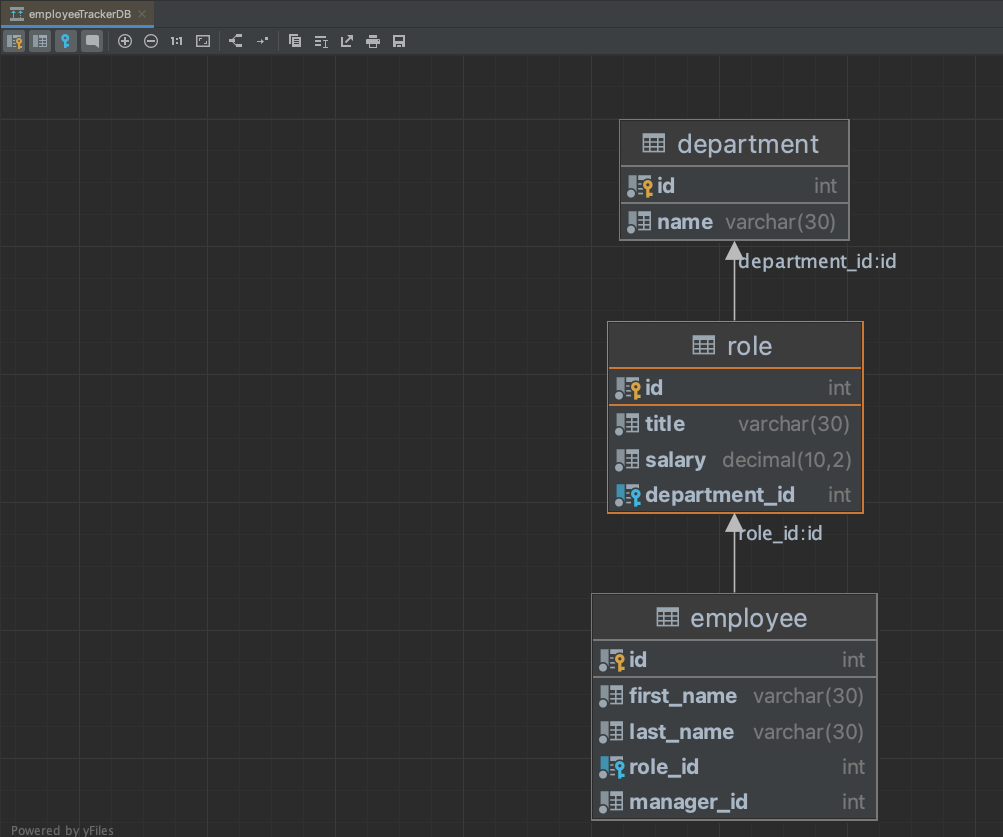 employeeTrackerDB
1:1
department
id int
name varchar(30)
department_id:id
role
id int
title varchar(30)
salary decimal(10,2)
department_id int
role_id:id
employee
id int
first_name varchar(30)
last_name varchar(30)
role_id int
manager_id int
Powered by yFiles